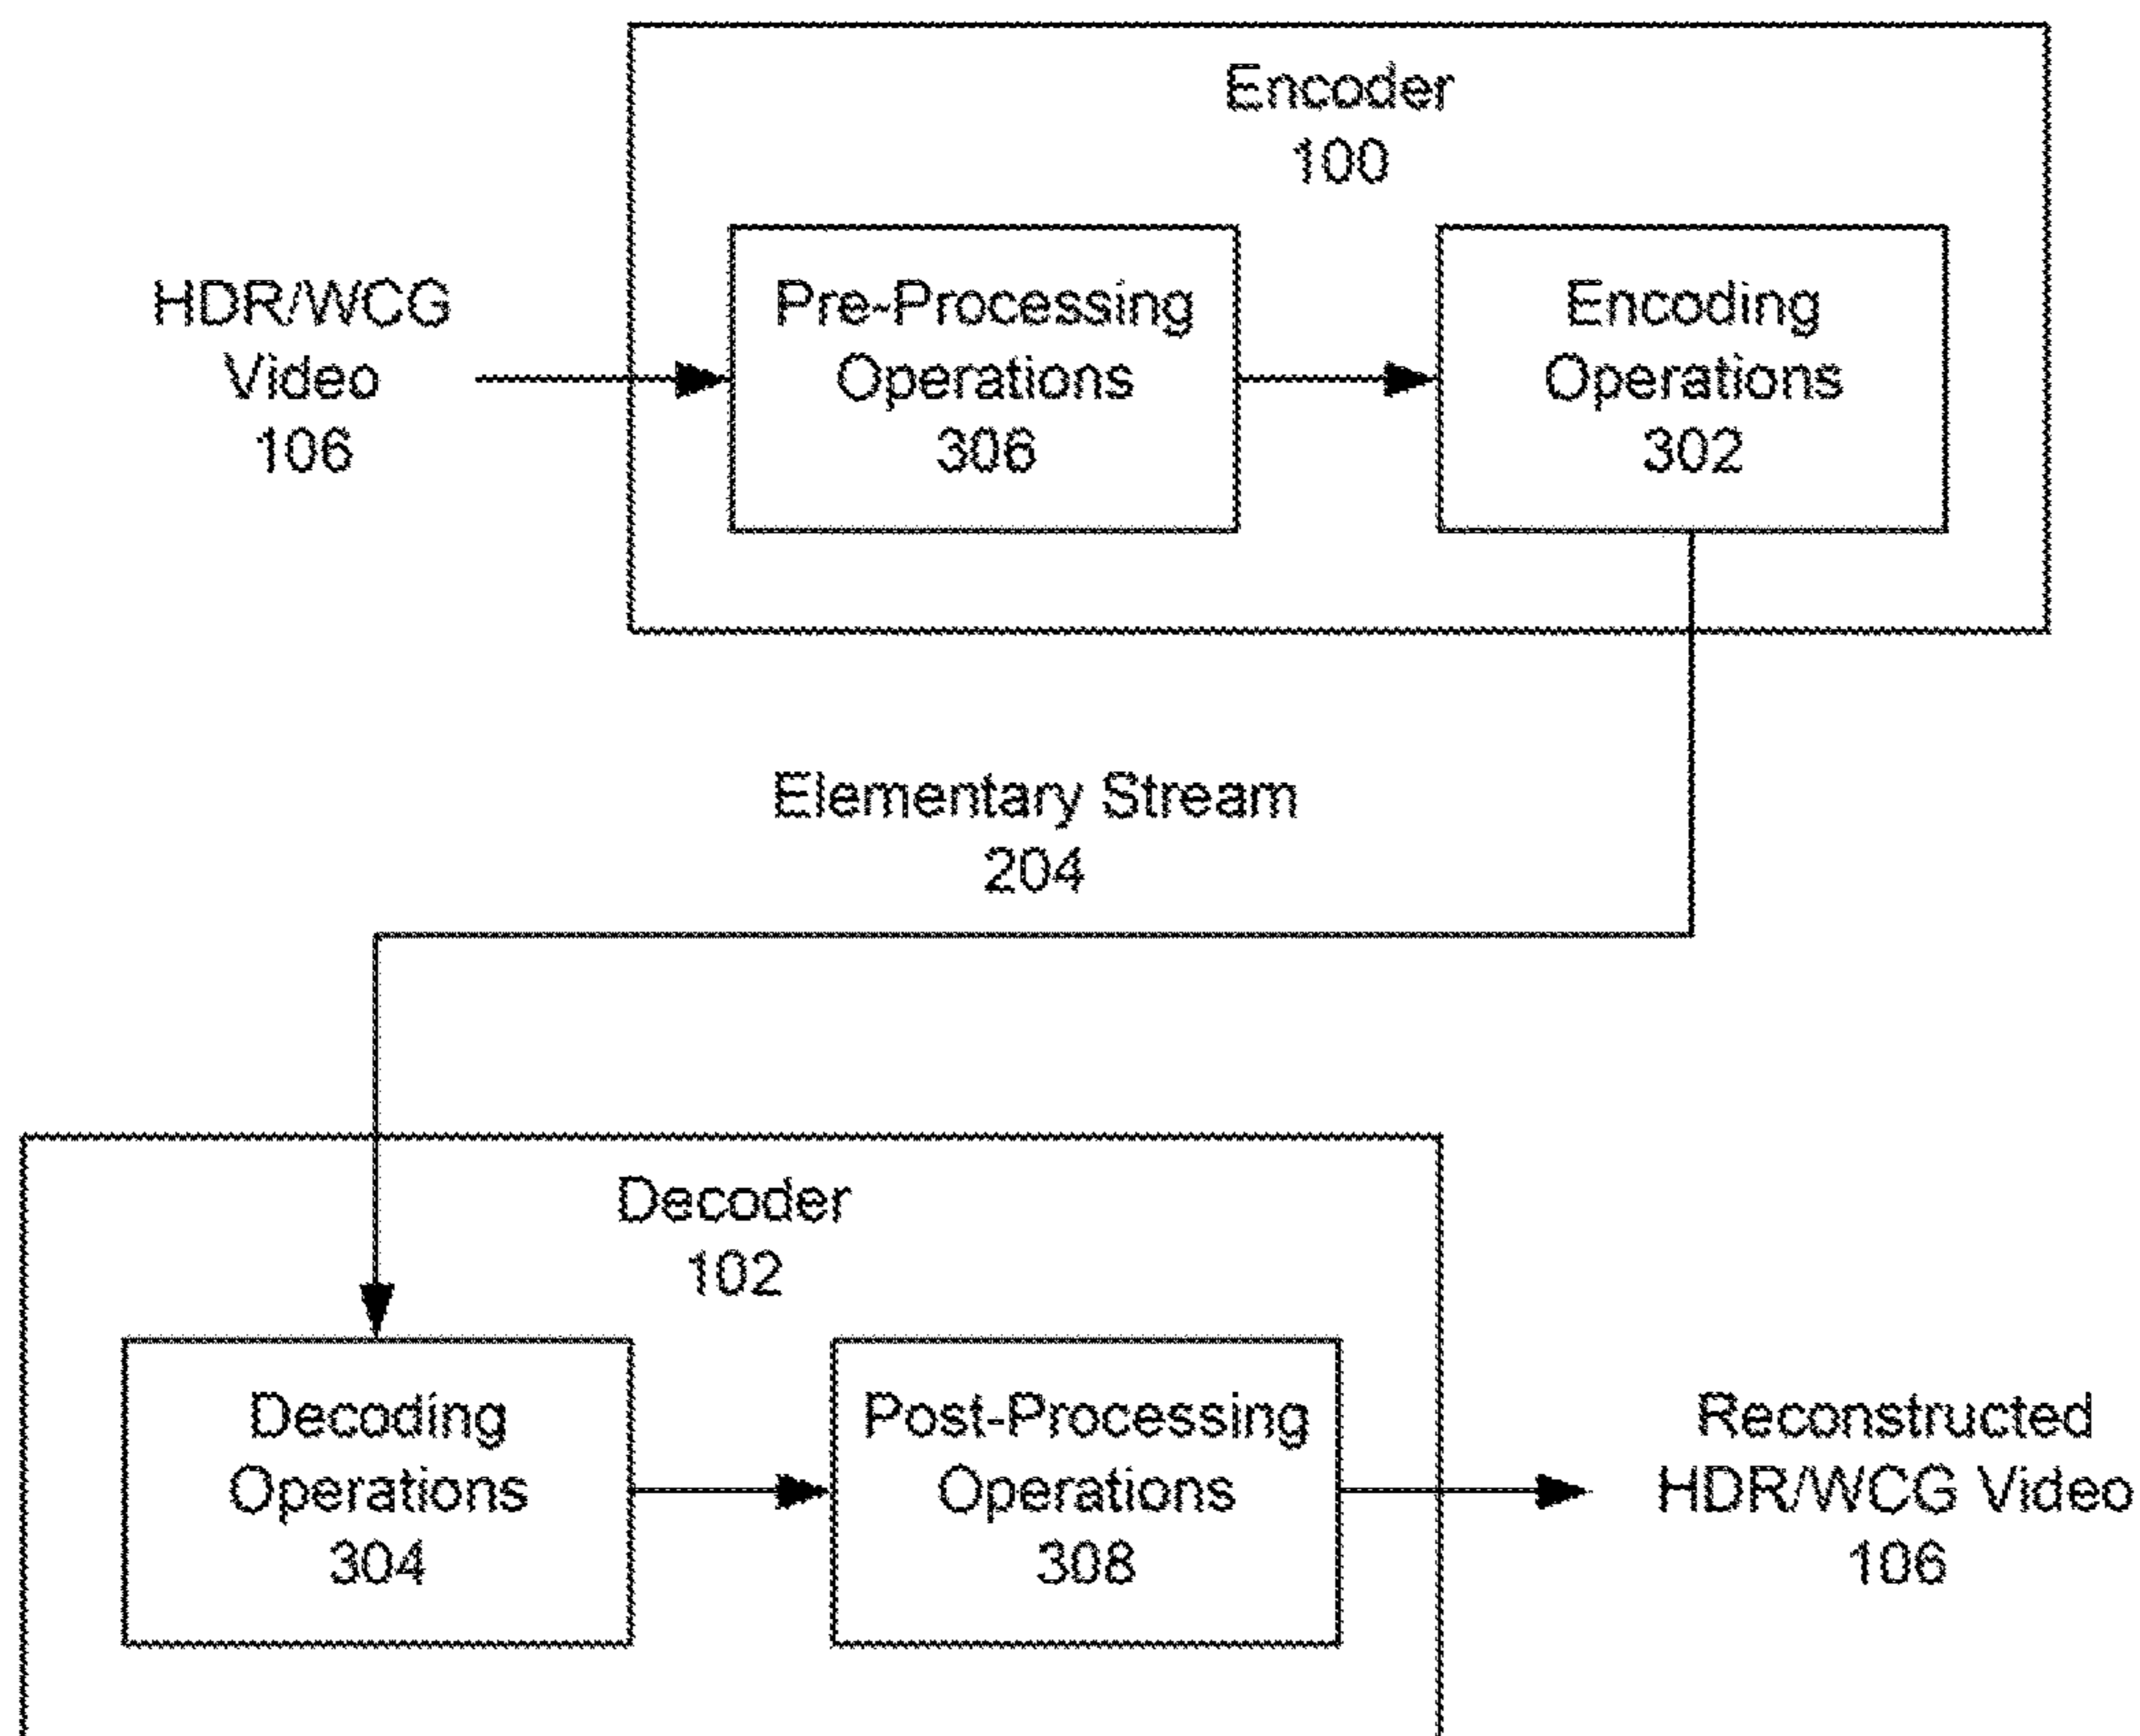 Encoder
100
HDR/WCG
Video
106
Pre-Processing
Operations
306
Encoding
Operations
302
Elementary Stream
204
Decoder
102
Decoding
Operations
304
Post-Processing
Operations
308
Reconstructed
HDR/WCG Video
106